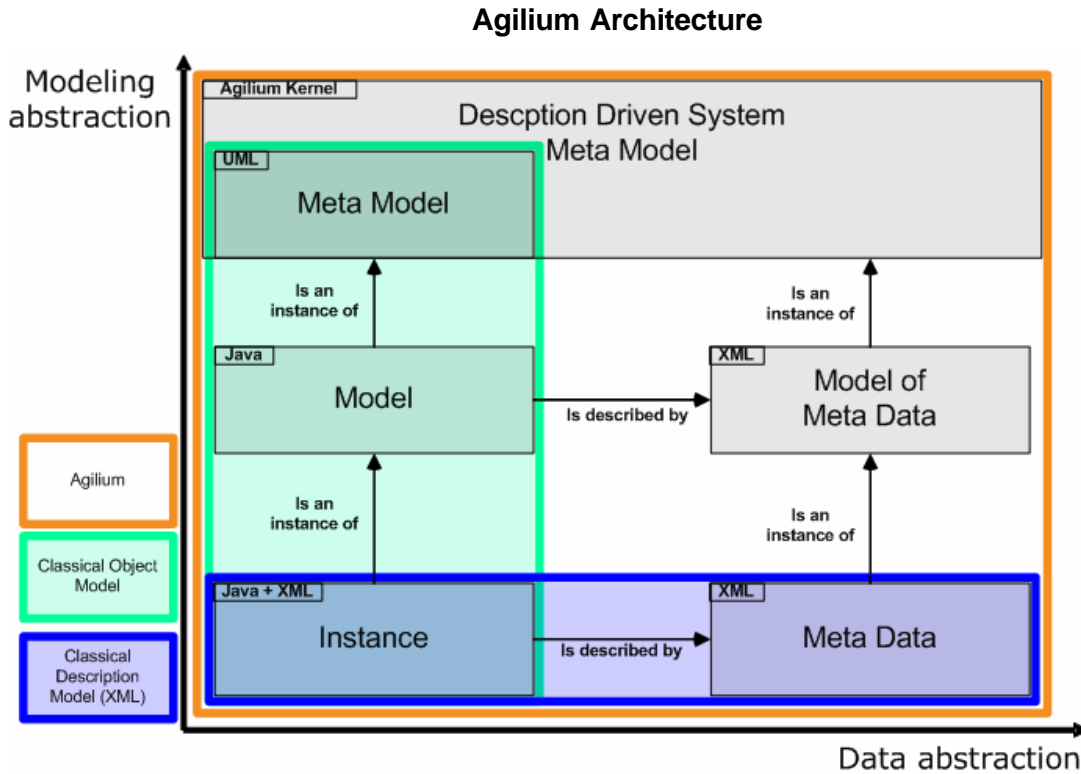 Agilium Architecture
Modeling
abstraction
Agilium Kernel
Descption Driven System
Meta Model
UML
Meta Model
Is an
instance of
Is an
instance of
Java
Model
Is described by
XML
Model of
Meta Data
Agilium
Is an
instance of
Is an
instance of
Classical Object
Model
Java + XML
Instance
Is described by
XML
Meta Data
Classical
Description
Model (XML)
Data abstraction